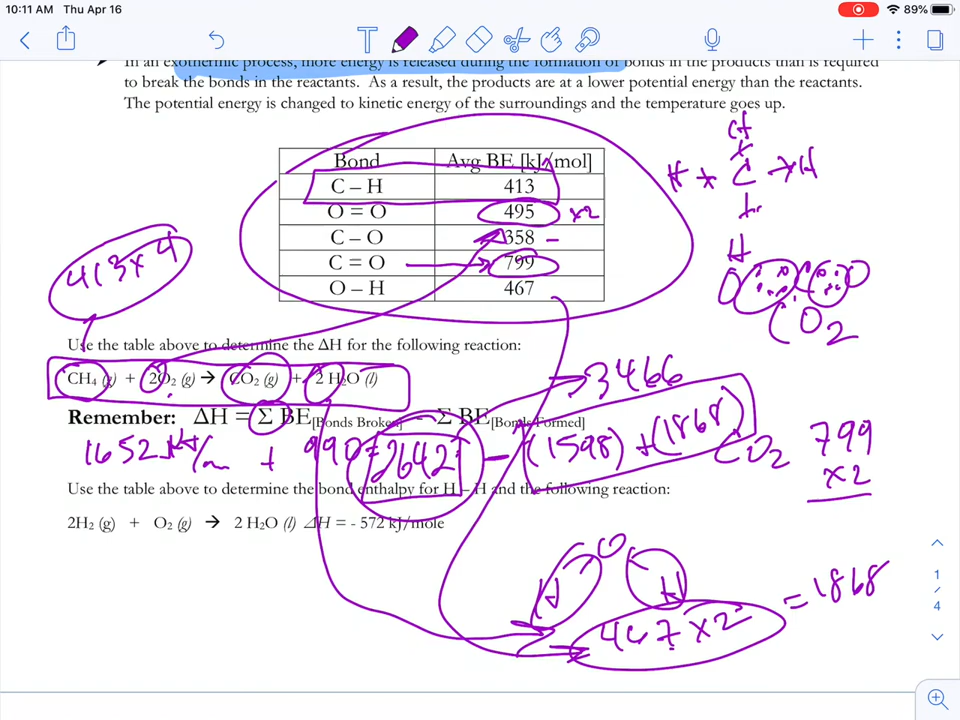 10:11 AM Thu Apr 16
89%
In an exothermic process, more energy is released during the formation of bonds in the products than is required
to break the bonds in the reactants. As a result, the products are at a lower potential energy than the reactants.
The potential energy is changed to kinetic energy of the surroundings and the temperature goes up.
Bond Avg BE [kJ/mol]
C – H 413
O = O 495 x2
C – O 358
C = O 799
O – H 467
H
H C H
H
O C O
CO2
413x4
Use the table above to determine the ΔH for the following reaction:
CH4 (g) + 2O2 (g) → CO2 (g) + 2 H2O (l)
3466
Remember: ΔH = Σ BE[Bonds Broken] – Σ BE[Bonds Formed]
1652 kJ/m + 990 = 2642 – (1598) + (1868)
CO2 799
x2
Use the table above to determine the bond enthalpy for H – H and the following reaction:
2H2 (g) + O2 (g) → 2 H2O (l) ΔH = - 572 kJ/mole
H O H
467 x2 = 1868
1
/
4